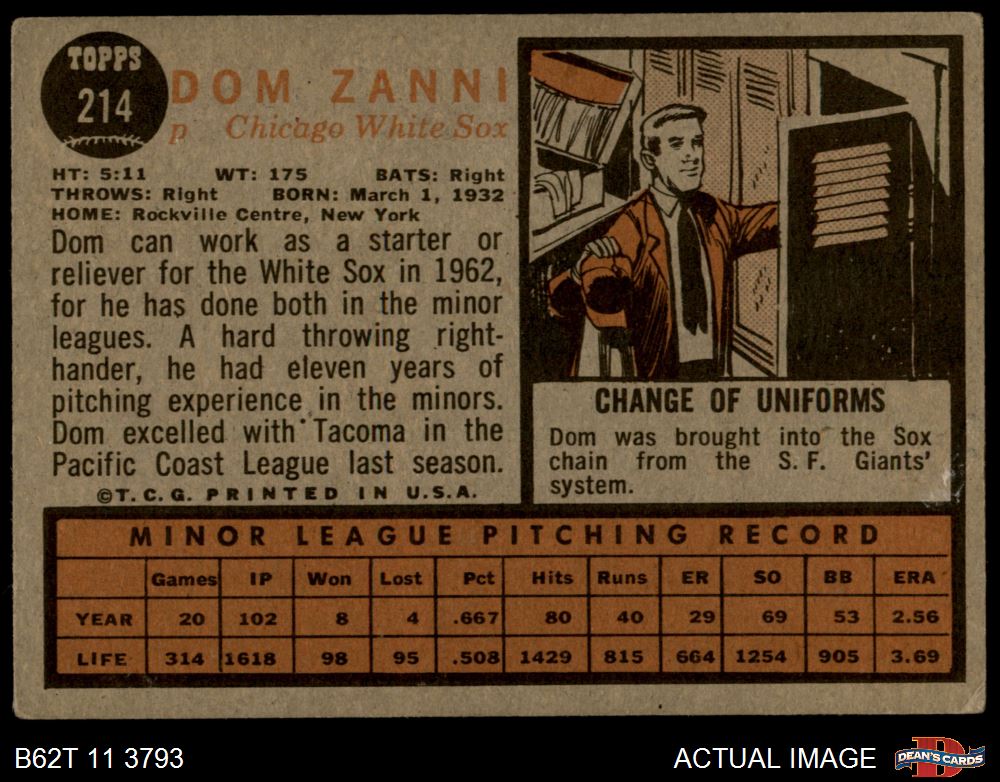 TOPPS
214
DOM ZANNI
p Chicago White Sox
HT: 5:11 WT: 175 BATS: Right
THROWS: Right BORN: March 1, 1932
HOME: Rockville Centre, New York
Dom can work as a starter or
reliever for the White Sox in 1962,
for he has done both in the minor
leagues. A hard throwing right-
hander, he had eleven years of
pitching experience in the minors.
Dom excelled with Tacoma in the
Pacific Coast League last season.
©T.C.G. PRINTED IN U.S.A.
CHANGE OF UNIFORMS
Dom was brought into the Sox
chain from the S. F. Giants'
system.
MINOR LEAGUE PITCHING RECORD
Games IP Won Lost Pct Hits Runs ER SO BB ERA
YEAR 20 102 8 4 .667 80 40 29 69 53 2.56
LIFE 314 1618 98 95 .508 1429 815 664 1254 905 3.69
B62T 11 3793
ACTUAL IMAGE
D
DEAN'S CARDS